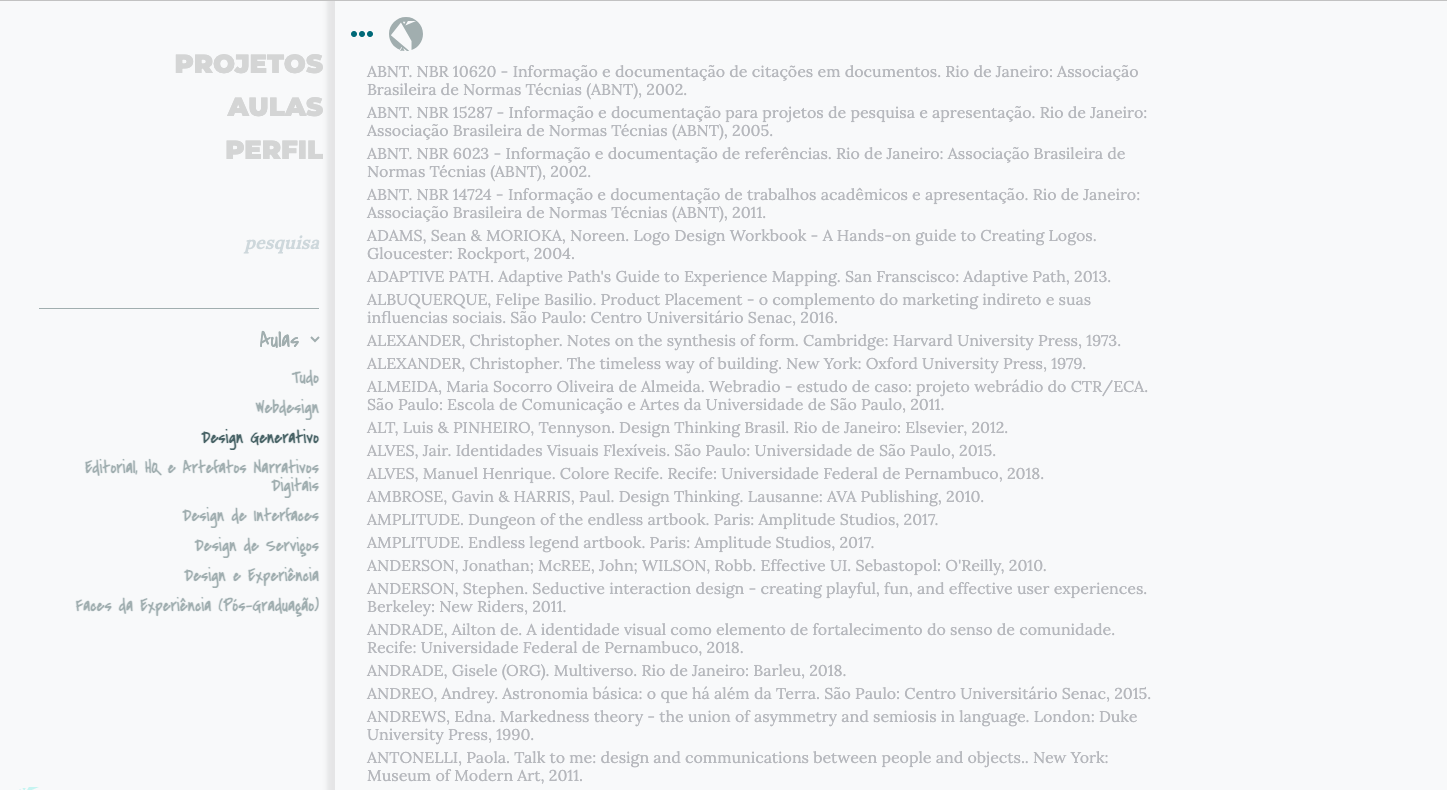 PROJETOS
AULAS
PERFIL
pesquisa
Aulas
Tudo
Webdesign
Design Generativo
Editorial, HQ, e Artefatos Narrativos
Digitais
Design de Interfaces
Design de Serviços
Design e Experiência
Faces da Experiência (Pós-Graduação)
ABNT. NBR 10620 - Informação e documentação de citações em documentos. Rio de Janeiro: Associação
Brasileira de Normas Técnias (ABNT), 2002.
ABNT. NBR 15287 - Informação e documentação para projetos de pesquisa e apresentação. Rio de Janeiro:
Associação Brasileira de Normas Técnias (ABNT), 2005.
ABNT. NBR 6023 - Informação e documentação de referências. Rio de Janeiro: Associação Brasileira de
Normas Técnias (ABNT), 2002.
ABNT. NBR 14724 - Informação e documentação de trabalhos acadêmicos e apresentação. Rio de Janeiro:
Associação Brasileira de Normas Técnias (ABNT), 2011.
ADAMS, Sean & MORIOKA, Noreen. Logo Design Workbook - A Hands-on guide to Creating Logos.
Gloucester: Rockport, 2004.
ADAPTIVE PATH. Adaptive Path's Guide to Experience Mapping. San Franscisco: Adaptive Path, 2013.
ALBUQUERQUE, Felipe Basilio. Product Placement - o complemento do marketing indireto e suas
influencias sociais. São Paulo: Centro Universitário Senac, 2016.
ALEXANDER, Christopher. Notes on the synthesis of form. Cambridge: Harvard University Press, 1973.
ALEXANDER, Christopher. The timeless way of building. New York: Oxford University Press, 1979.
ALMEIDA, Maria Socorro Oliveira de Almeida. Webradio - estudo de caso: projeto webrádio do CTR/ECA.
São Paulo: Escola de Comunicação e Artes da Universidade de São Paulo, 2011.
ALT, Luis & PINHEIRO, Tennyson. Design Thinking Brasil. Rio de Janeiro: Elsevier, 2012.
ALVES, Jair. Identidades Visuais Flexíveis. São Paulo: Universidade de São Paulo, 2015.
ALVES, Manuel Henrique. Colore Recife. Recife: Universidade Federal de Pernambuco, 2018.
AMBROSE, Gavin & HARRIS, Paul. Design Thinking. Lausanne: AVA Publishing, 2010.
AMPLITUDE. Dungeon of the endless artbook. Paris: Amplitude Studios, 2017.
AMPLITUDE. Endless legend artbook. Paris: Amplitude Studios, 2017.
ANDERSON, Jonathan; McREE, John; WILSON, Robb. Effective UI. Sebastopol: O'Reilly, 2010.
ANDERSON, Stephen. Seductive interaction design - creating playful, fun, and effective user experiences.
Berkeley: New Riders, 2011.
ANDRADE, Ailton de. A identidade visual como elemento de fortalecimento do senso de comunidade.
Recife: Universidade Federal de Pernambuco, 2018.
ANDRADE, Gisele (ORG). Multiverso. Rio de Janeiro: Barleu, 2018.
ANDREO, Andrey. Astronomia básica: o que há além da Terra. São Paulo: Centro Universitário Senac, 2015.
ANDREWS, Edna. Markedness theory - the union of asymmetry and semiosis in language. London: Duke
University Press, 1990.
ANTONELLI, Paola. Talk to me: design and communications between people and objects.. New York:
Museum of Modern Art, 2011.